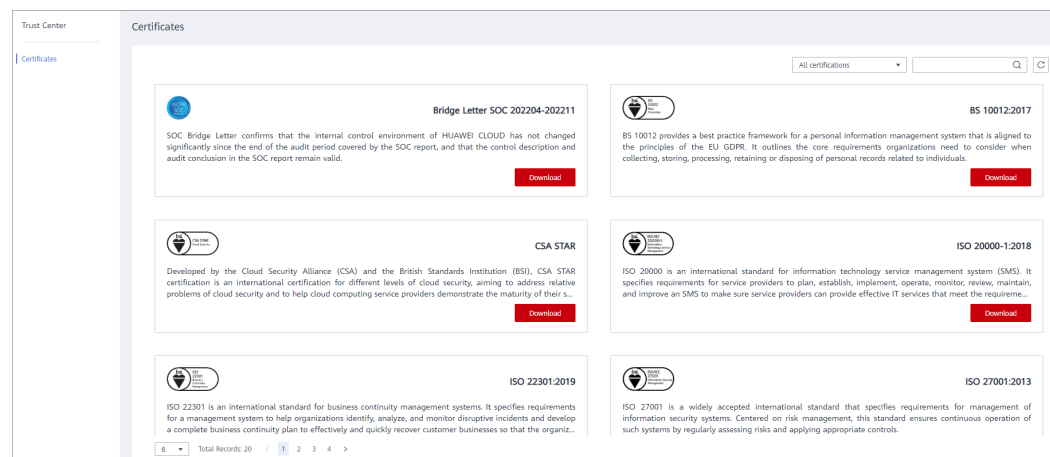 Trust Center
Certificates
Certificates
All certifications
Bridge Letter SOC 202204-202211
SOC Bridge Letter confirms that the internal control environment of HUAWEI CLOUD has not changed
significantly since the end of the audit period covered by the SOC report, and that the control description and
audit conclusion in the SOC report remain valid.
Download
BS 10012:2017
BS 10012 provides a best practice framework for a personal information management system that is aligned to
the principles of the EU GDPR. It outlines the core requirements organizations need to consider when
collecting, storing, processing, retaining or disposing of personal records related to individuals.
Download
CSA STAR
CSA STAR
Developed by the Cloud Security Alliance (CSA) and the British Standards Institution (BSI), CSA STAR
certification is an international certification for different levels of cloud security, aiming to address relative
problems of cloud security and to help cloud computing service providers demonstrate the maturity of their s...
Download
ISO 20000-1:2018
ISO 20000 is an international standard for information technology service management system (SMS). It
specifies requirements for service providers to plan, establish, implement, operate, monitor, review, maintain,
and improve an SMS to make sure service providers can provide effective IT services that meet the requireme...
Download
ISO 22301:2019
ISO 22301 is an international standard for business continuity management systems. It specifies requirements
for a management system to help organizations identify, analyze, and monitor disruptive incidents and develop
a complete business continuity plan to effectively and quickly recover customer businesses so that the organiz...
ISO 27001:2013
ISO 27001 is a widely accepted international standard that specifies requirements for management of
information security systems. Centered on risk management, this standard ensures continuous operation of
such systems by regularly assessing risks and applying appropriate controls.
6 Total Records: 20 < 1 2 3 4 >